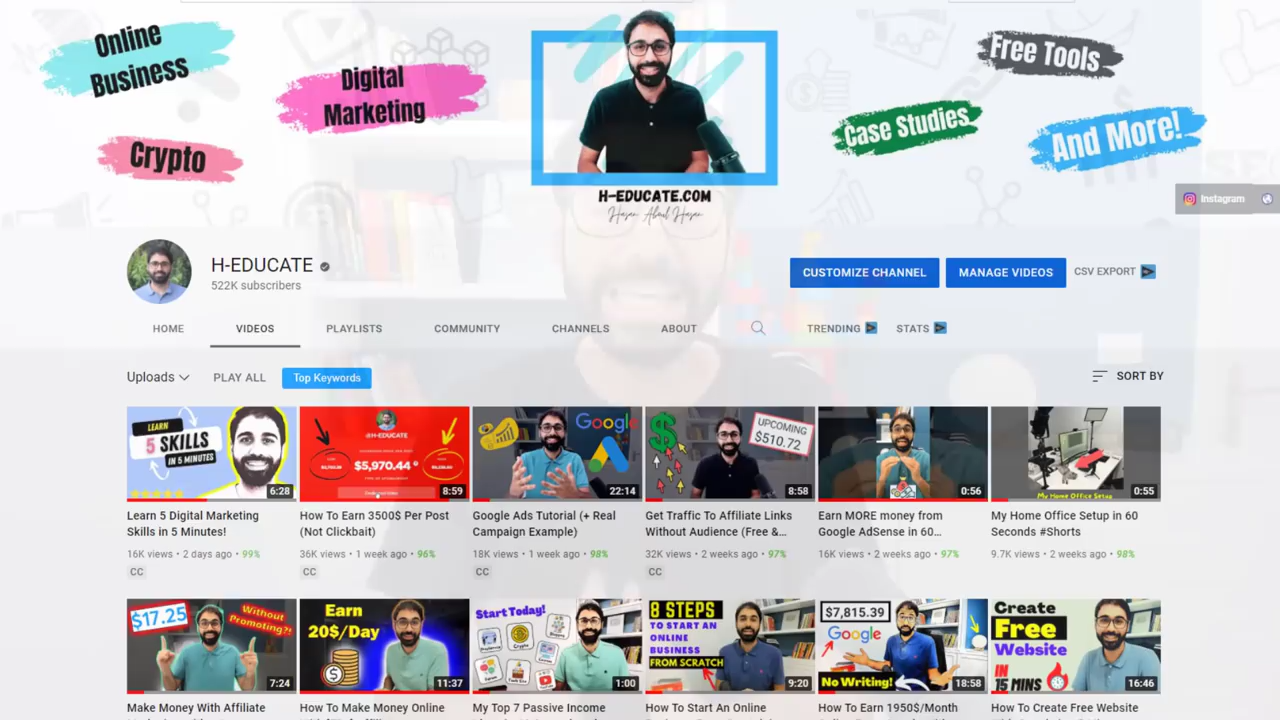 Online
Business
Digital
Marketing
Crypto
Free Tools
Case Studies
And More!
H-EDUCATE.COM
Hasan Aboul Hasan
Instagram
H-EDUCATE
522K subscribers
CUSTOMIZE CHANNEL
MANAGE VIDEOS
CSV EXPORT
HOME
VIDEOS
PLAYLISTS
COMMUNITY
CHANNELS
ABOUT
TRENDING
STATS
Uploads
PLAY ALL
Top Keywords
SORT BY
LEARN
5 SKILLS
IN 5 MINUTES
6:28
@H-EDUCATE
$5,970.44
8:59
Google
22:14
UPCOMING
$510.72
8:58
0:56
My Home Office Setup
0:55
Learn 5 Digital Marketing
Skills in 5 Minutes!
16K views • 2 days ago • 99%
CC
How To Earn 3500$ Per Post
(Not Clickbait)
36K views • 1 week ago • 96%
CC
Google Ads Tutorial (+ Real
Campaign Example)
18K views • 1 week ago • 98%
CC
Get Traffic To Affiliate Links
Without Audience (Free &...
32K views • 2 weeks ago • 97%
CC
Earn MORE money from
Google AdSense in 60...
16K views • 2 weeks ago • 97%
My Home Office Setup in 60
Seconds #Shorts
9.7K views • 2 weeks ago • 98%
$17.25
Without
Promoting?!
7:24
Earn
20$/Day
11:37
Start Today!
Crypto
1:00
8 STEPS
TO START AN
ONLINE
BUSINESS
FROM SCRATCH
9:20
$7,815.39
Google
No Writing!
18:58
Create
Free
Website
IN
15 MINS
16:46
Make Money With Affiliate
How To Make Money Online
My Top 7 Passive Income
How To Start An Online
How To Earn 1950$/Month
How To Create Free Website